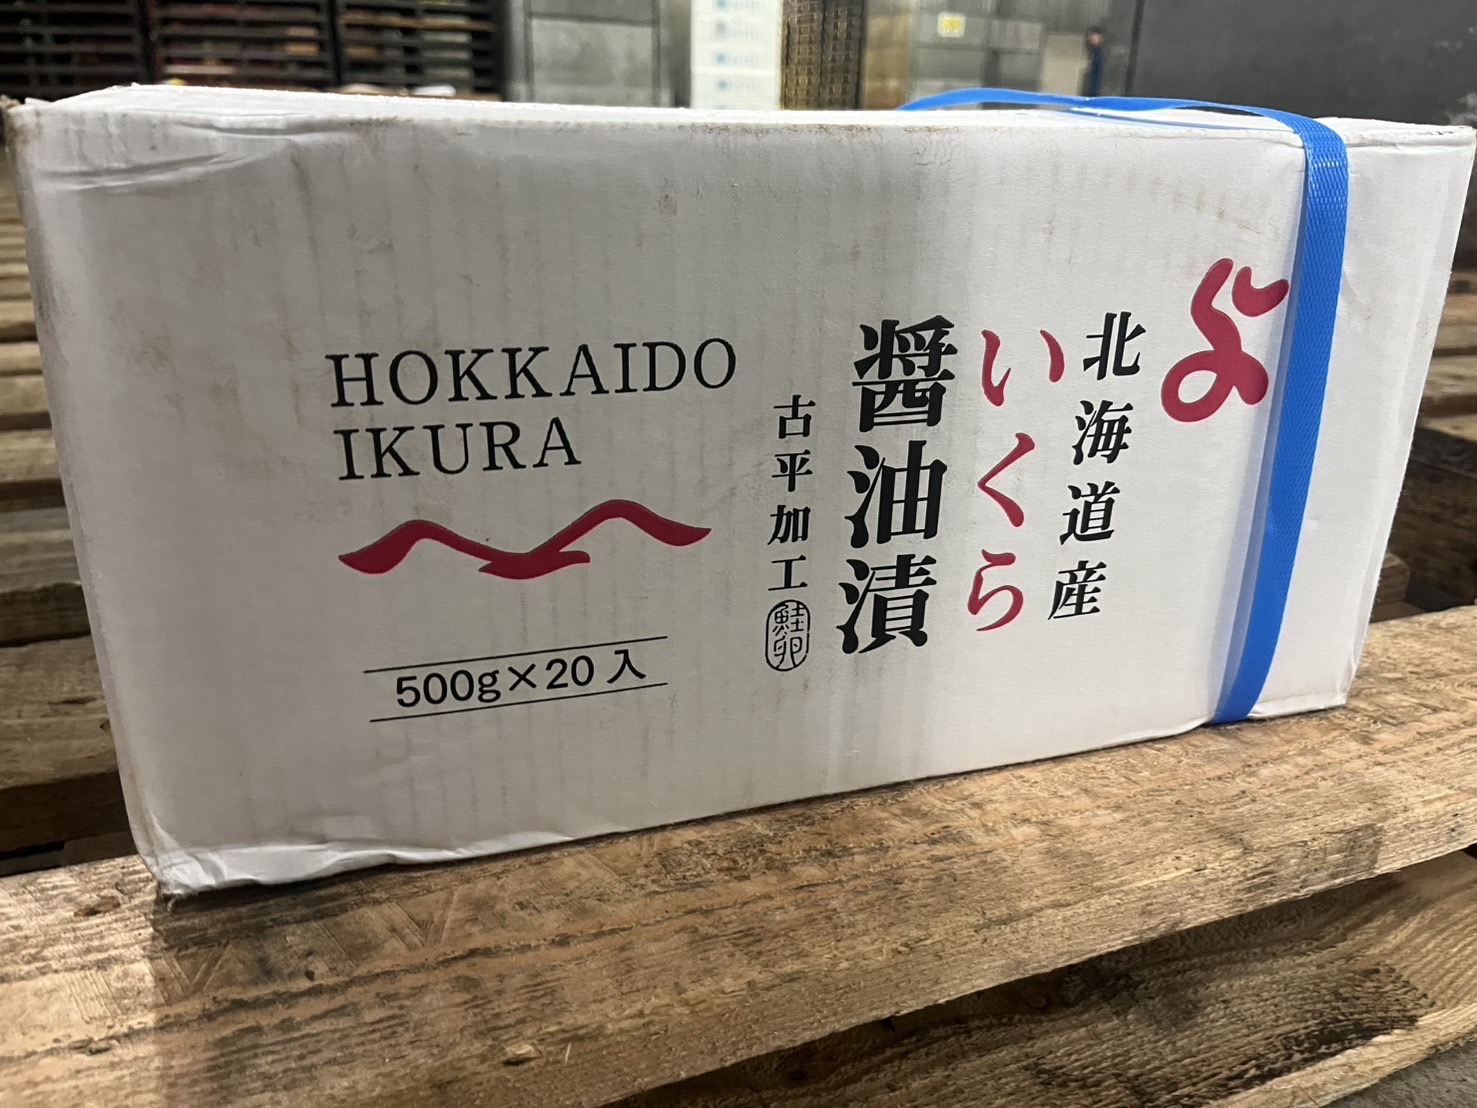 北海道産
いくら
醤油漬
古平加工
鮭卵
HOKKAIDO
IKURA
500g×20入